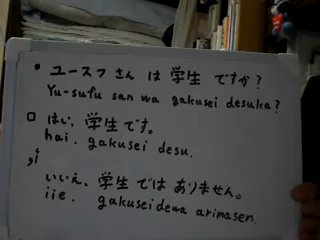 • ユースフさん は 学生 ですか？
Yu-sufu san wa gakusei desuka?
□ はい、学生です。
hai. gakusei desu.
いいえ、学生 では ありません。
iie. gakuseidewa arimasen.